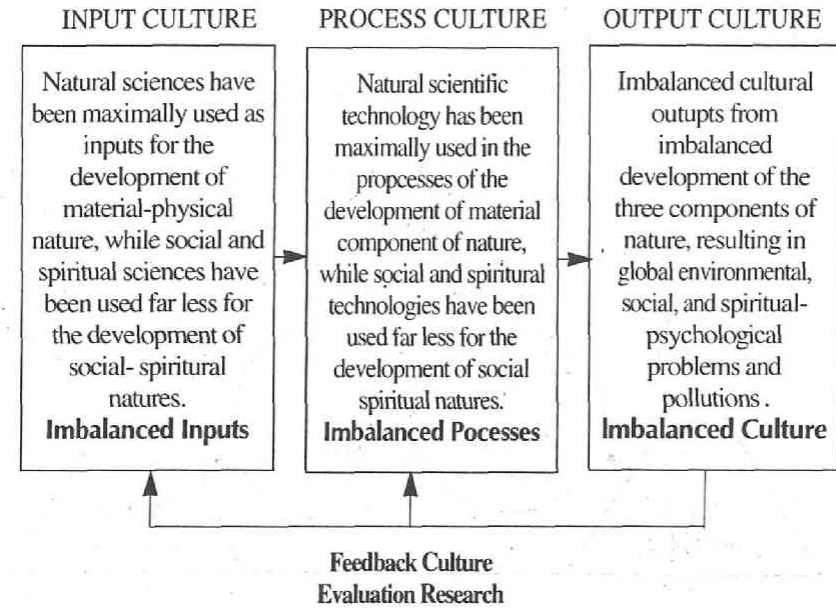 INPUT CULTURE
Natural sciences have
been maximally used as
inputs for the
development of
material-physical
nature, while social and
spiritual sciences have
been used far less for
the development of
social- spiritural
natures.
Imbalanced Inputs
PROCESS CULTURE
Natural scientific
technology has been
maximally used in the
propcesses of the
development of material
component of nature,
while social and spiritural
technologies have been
used far less for the
development of social
spiritual natures.
Imbalanced Pocesses
OUTPUT CULTURE
Imbalanced cultural
outupts from
imbalanced
development of the
three components of
nature, resulting in
global environmental,
social, and spiritual-
psychological
problems and
pollutions .
Imbalanced Culture
Feedback Culture
Evaluation Research